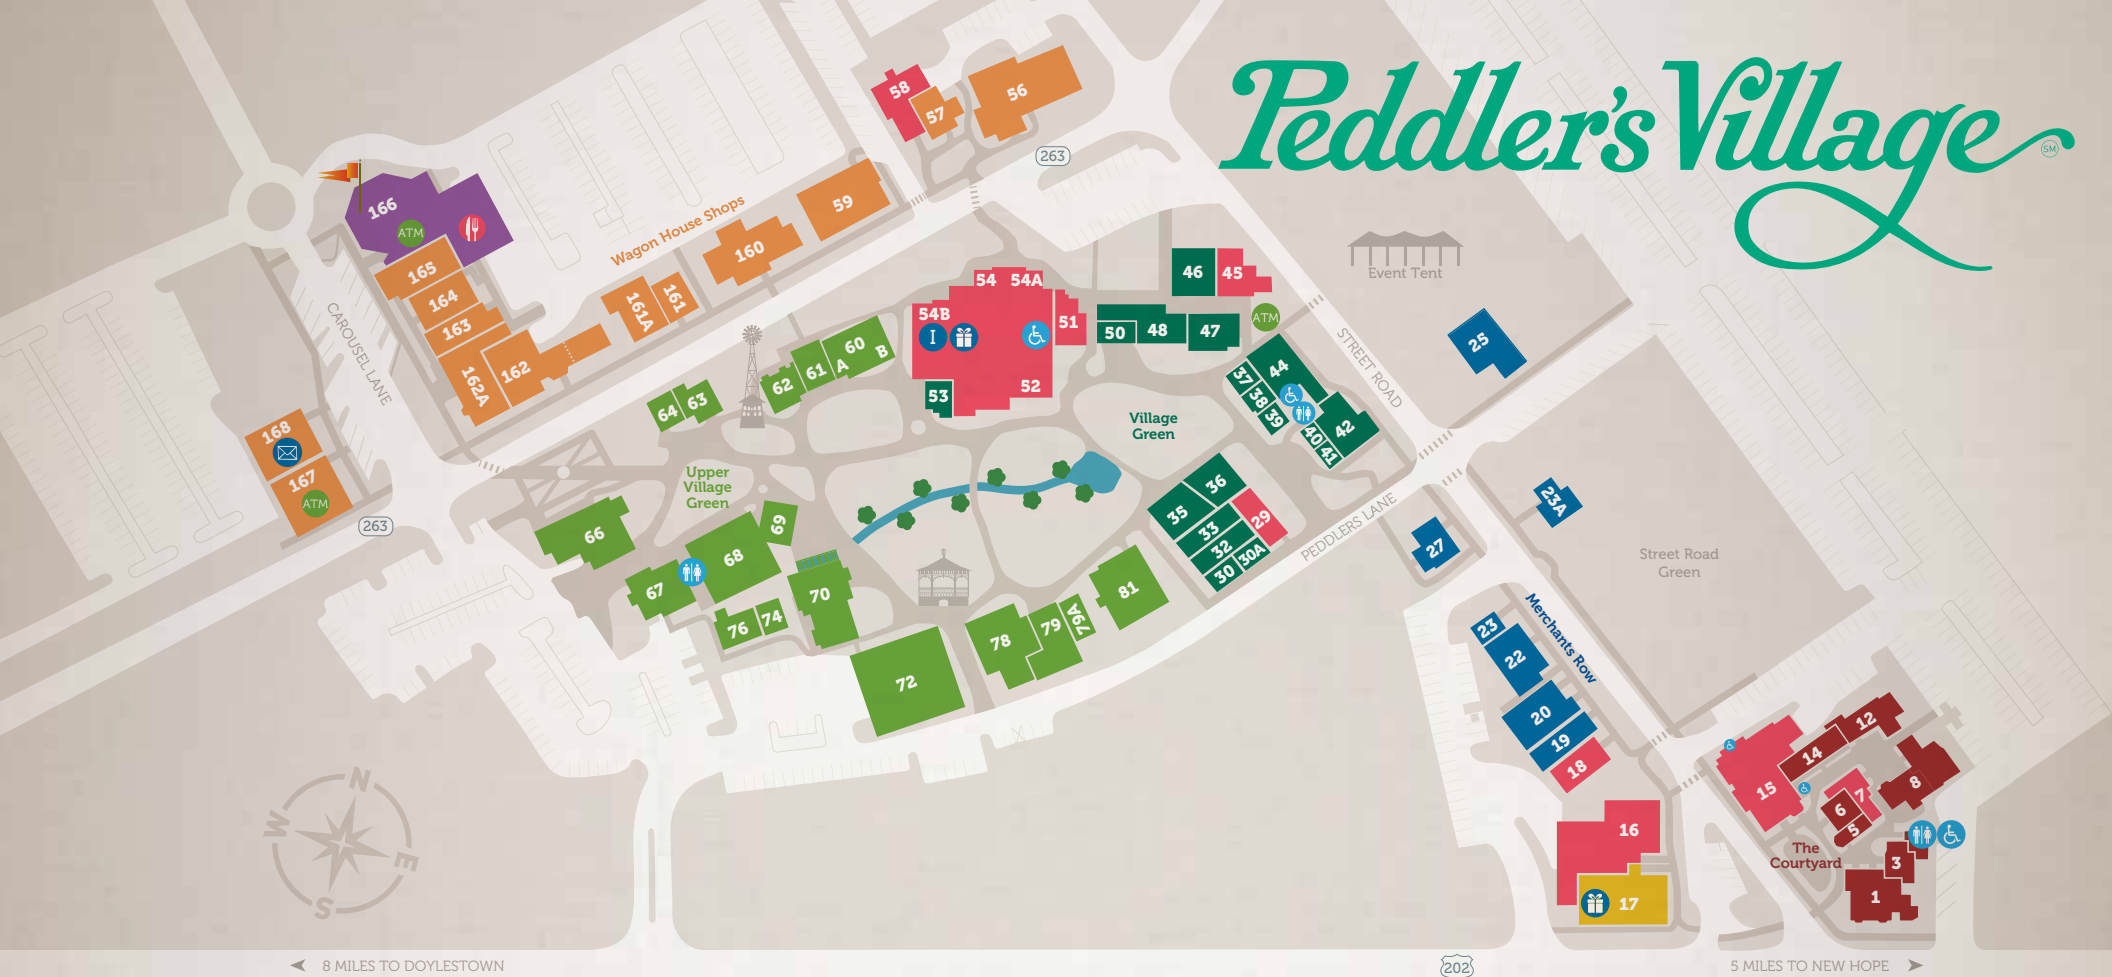 Peddler's Village
SM
58
57
56
263
59
Wagon House Shops
160
161
161A
166
ATM
165
164
163
162
162A
CAROUSEL LANE
168
167
ATM
263
54
54A
54B
I
51
52
53
46
45
50
48
47
ATM
Event Tent
STREET ROAD
25
60
A
B
61
62
63
64
44
37
38
39
40
41
42
Village
Green
Upper
Village
Green
36
35
33
32
30
30A
29
PEDDLERS LANE
23A
27
Street Road
Green
66
67
68
69
70
76
74
72
78
79
79A
81
Merchants Row
23
22
20
19
18
16
17
15
14
12
8
7
6
5
3
1
The
Courtyard
N
W
E
S
8 MILES TO DOYLESTOWN
202
5 MILES TO NEW HOPE